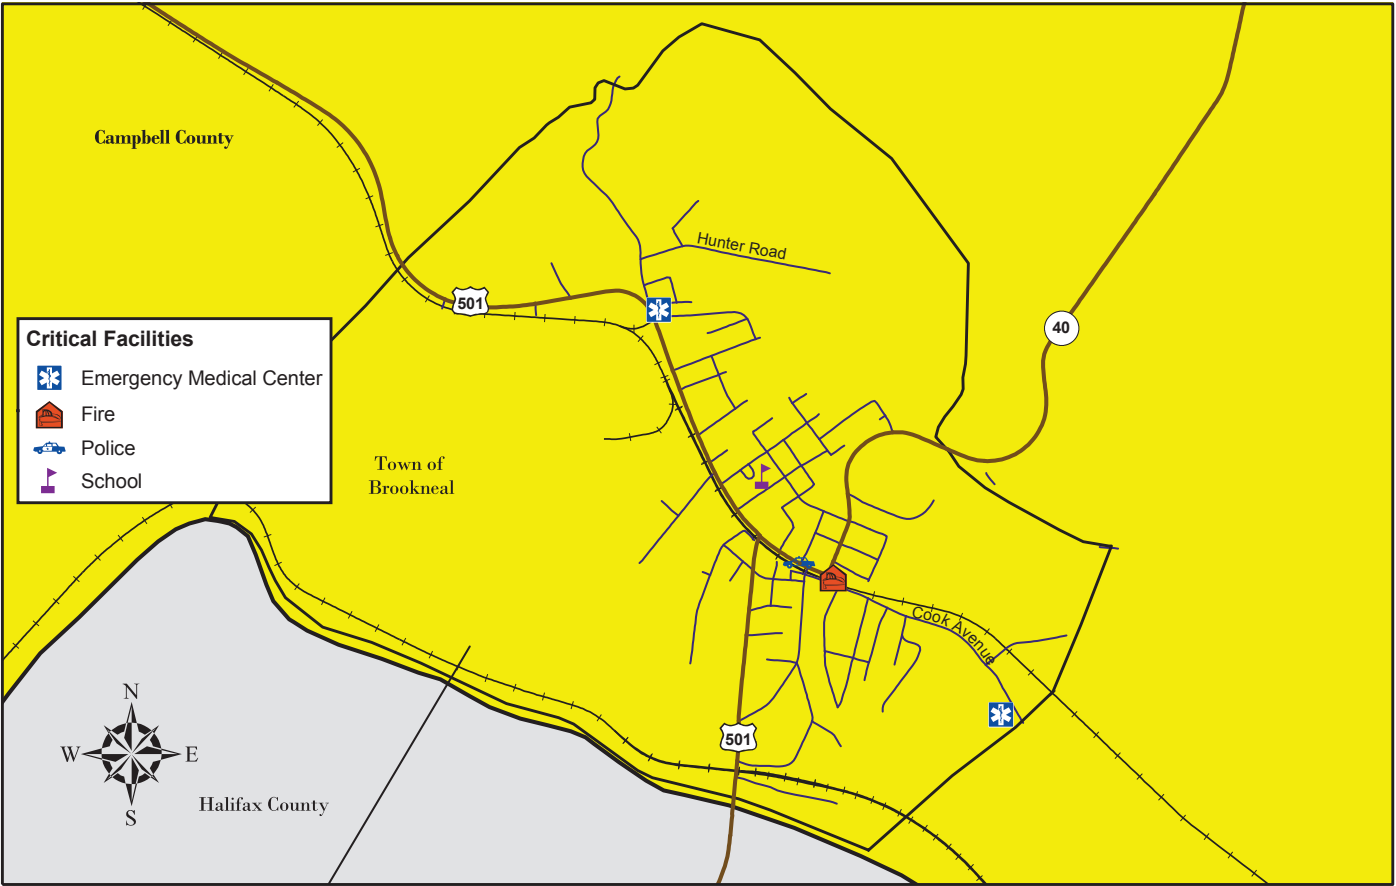 Campbell County
Hunter Road
501
40
Critical Facilities
Emergency Medical Center
Fire
Police
School
Town of
Brookneal
Cook Avenue
N
W E
S
501
Halifax County